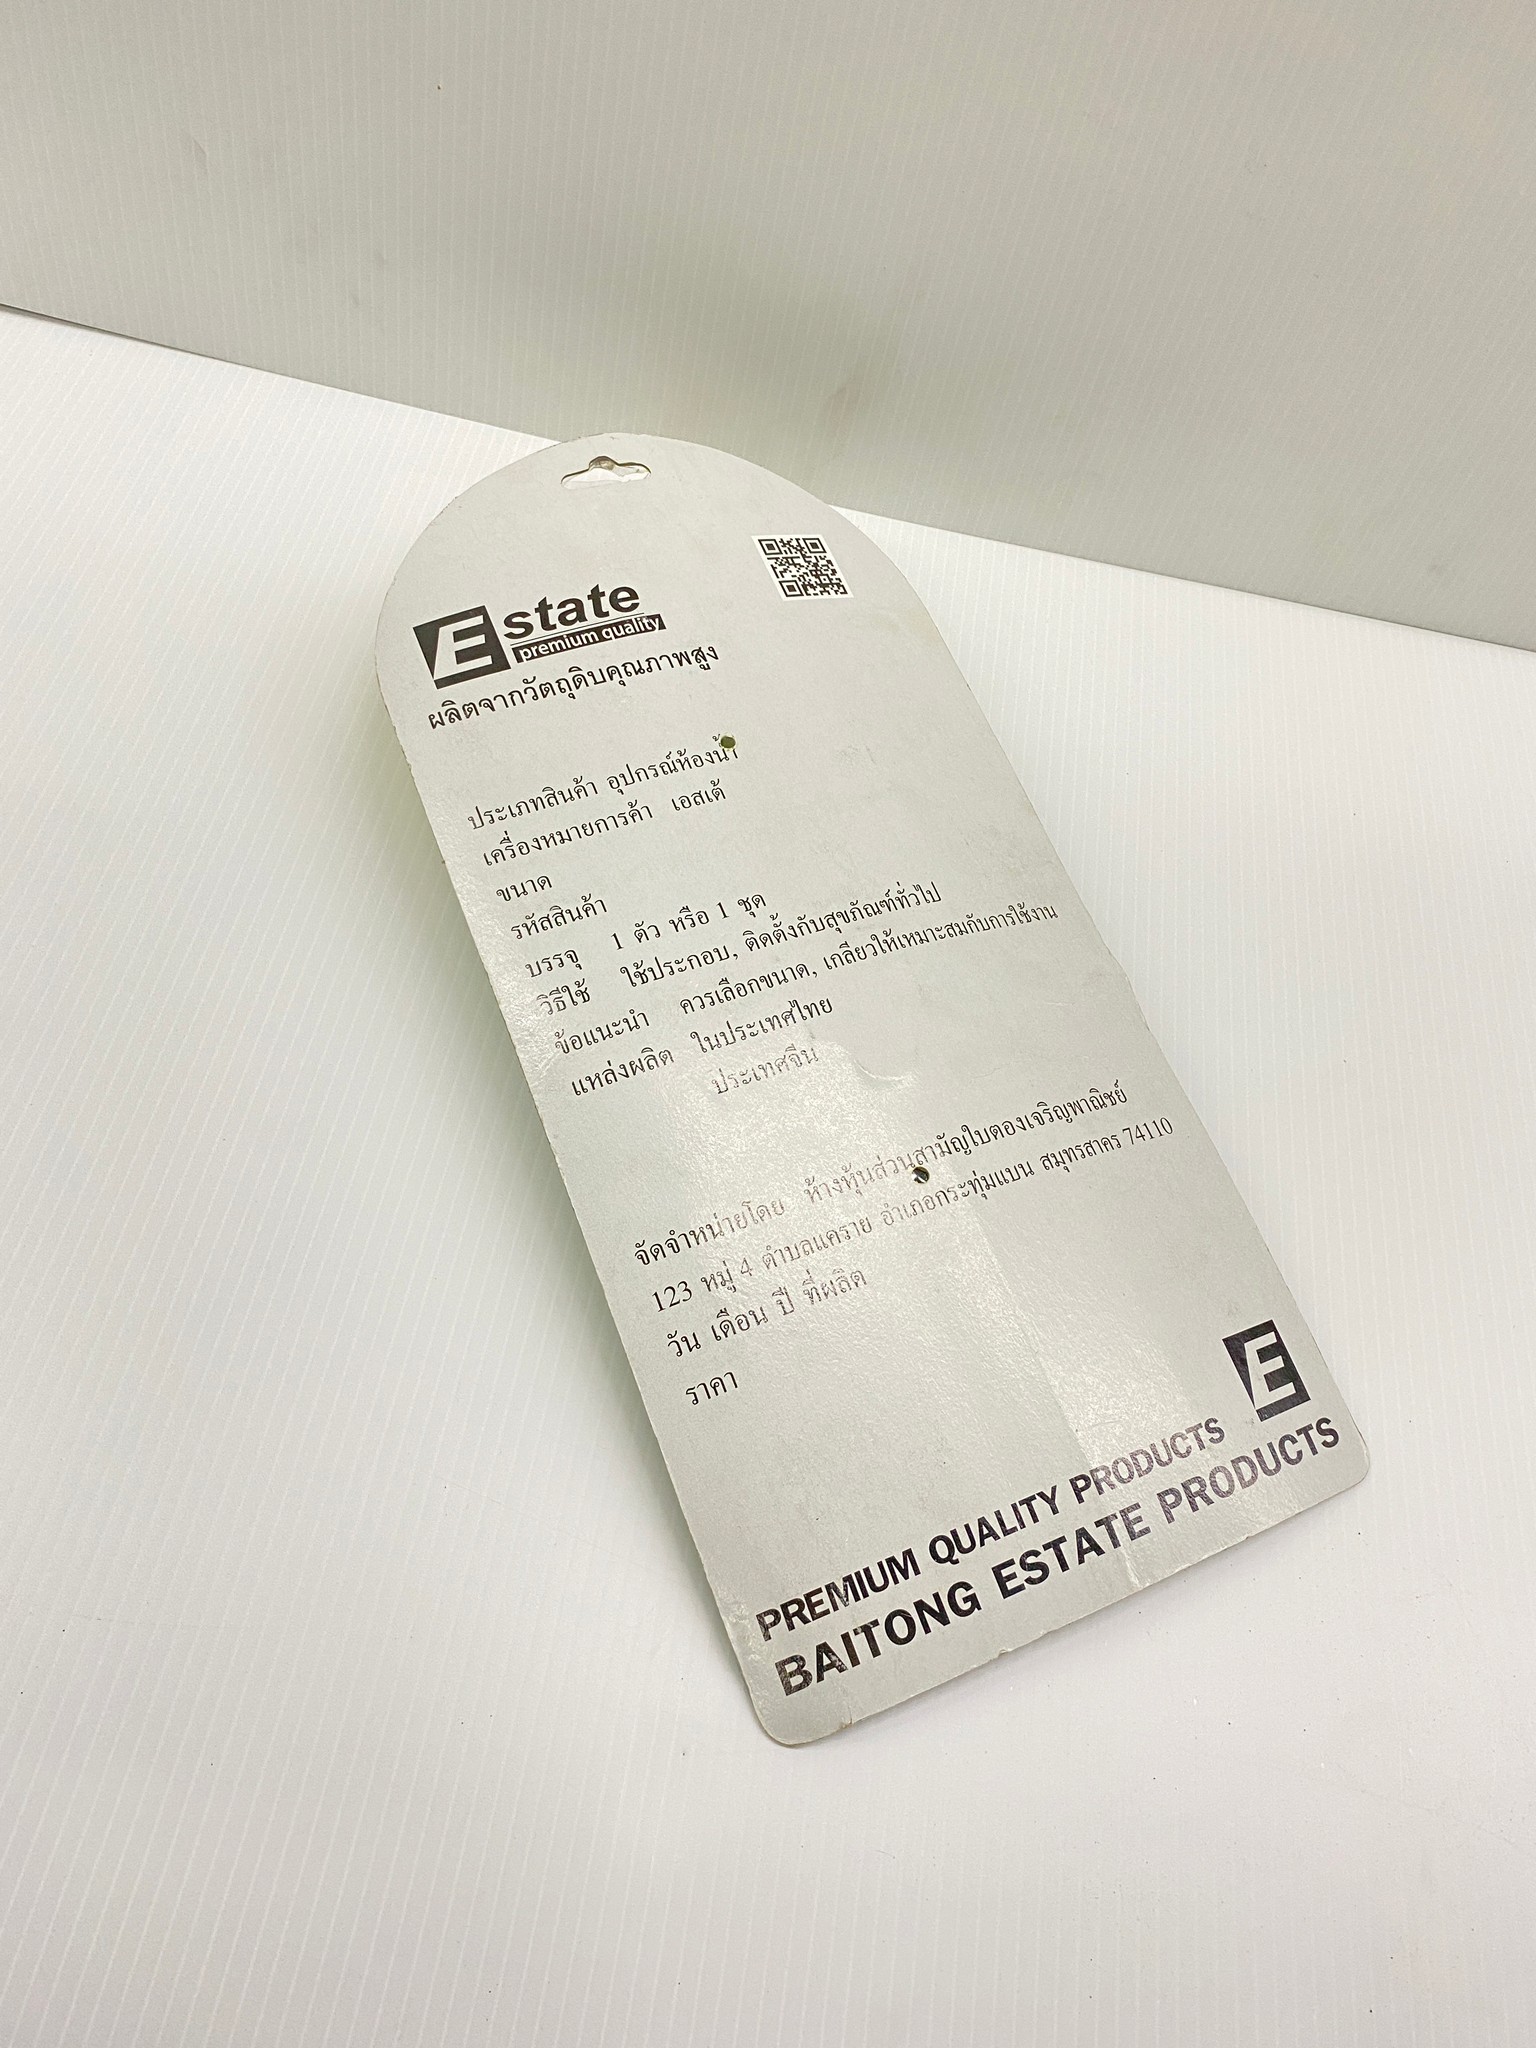 Estate
premium quality
ผลิตจากวัตถุดิบคุณภาพสูง
ประเภทสินค้า อุปกรณ์ห้องน้ำ
เครื่องหมายการค้า เอสเต้
ขนาด
รหัสสินค้า
บรรจุ 1 ตัว หรือ 1 ชุด
วิธีใช้ ใช้ประกอบ, ติดตั้งกับสุขภัณฑ์ทั่วไป
ข้อแนะนำ ควรเลือกขนาด, เกลียวให้เหมาะสมกับการใช้งาน
แหล่งผลิต ในประเทศไทย
ประเทศจีน
จัดจำหน่ายโดย ห้างหุ้นส่วนสามัญใบตองเจริญพาณิชย์
123 หมู่ 4 ตำบลแคราย อำเภอกระทุ่มแบน สมุทรสาคร 74110
วัน เดือน ปี ที่ผลิต
ราคา
E
PREMIUM QUALITY PRODUCTS
BAITONG ESTATE PRODUCTS